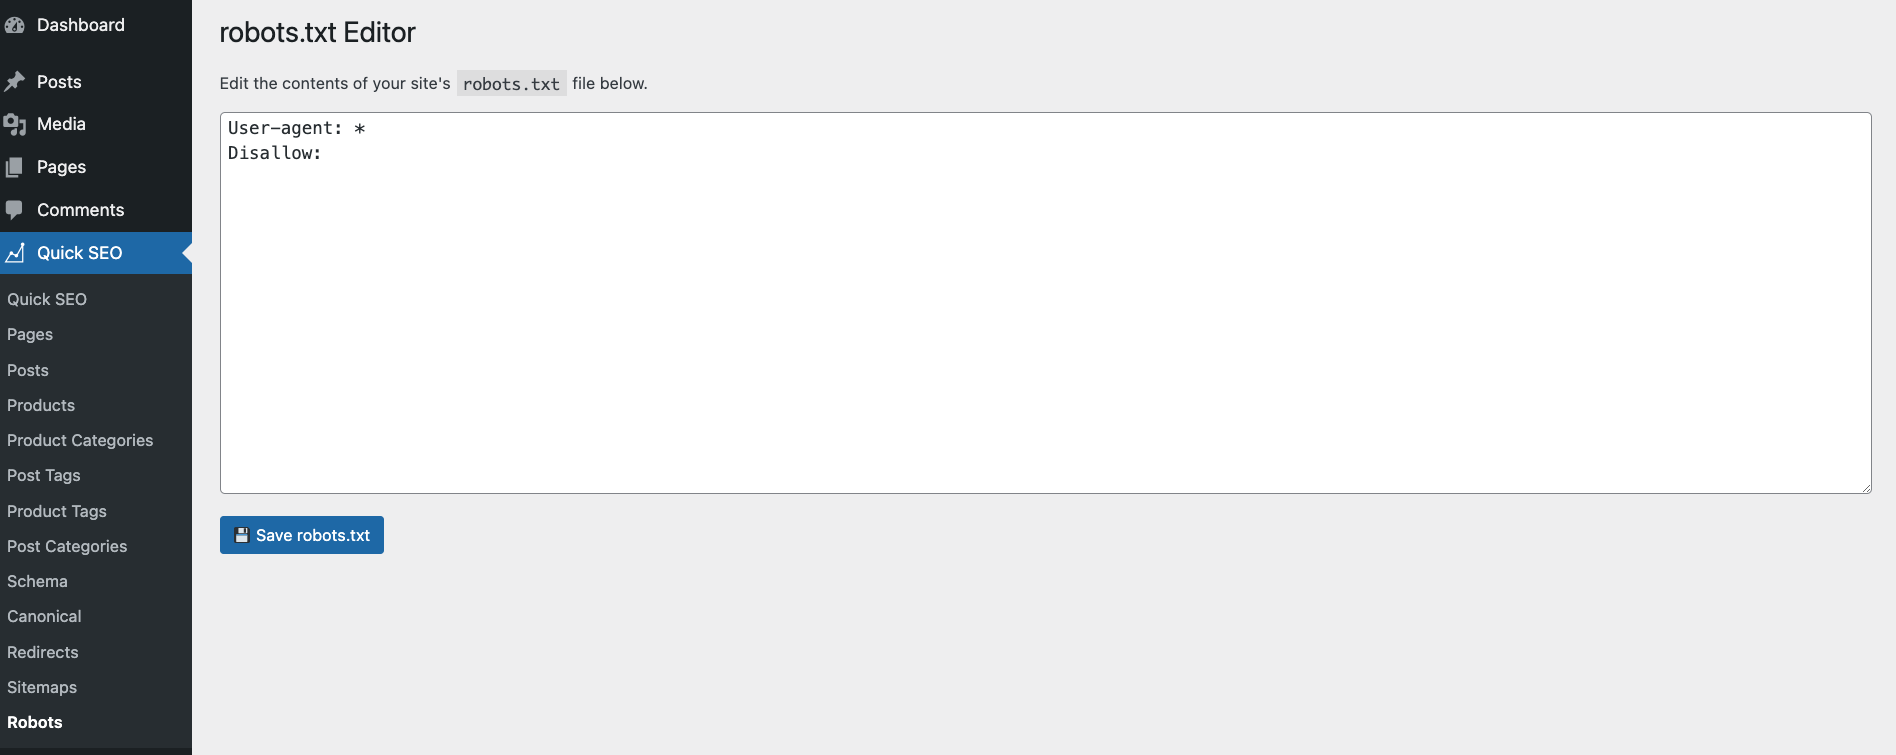 Dashboard
Posts
Media
Pages
Comments
Quick SEO
Quick SEO
Pages
Posts
Products
Product Categories
Post Tags
Product Tags
Post Categories
Schema
Canonical
Redirects
Sitemaps
Robots
robots.txt Editor
Edit the contents of your site's robots.txt file below.
User-agent: *
Disallow:
Save robots.txt